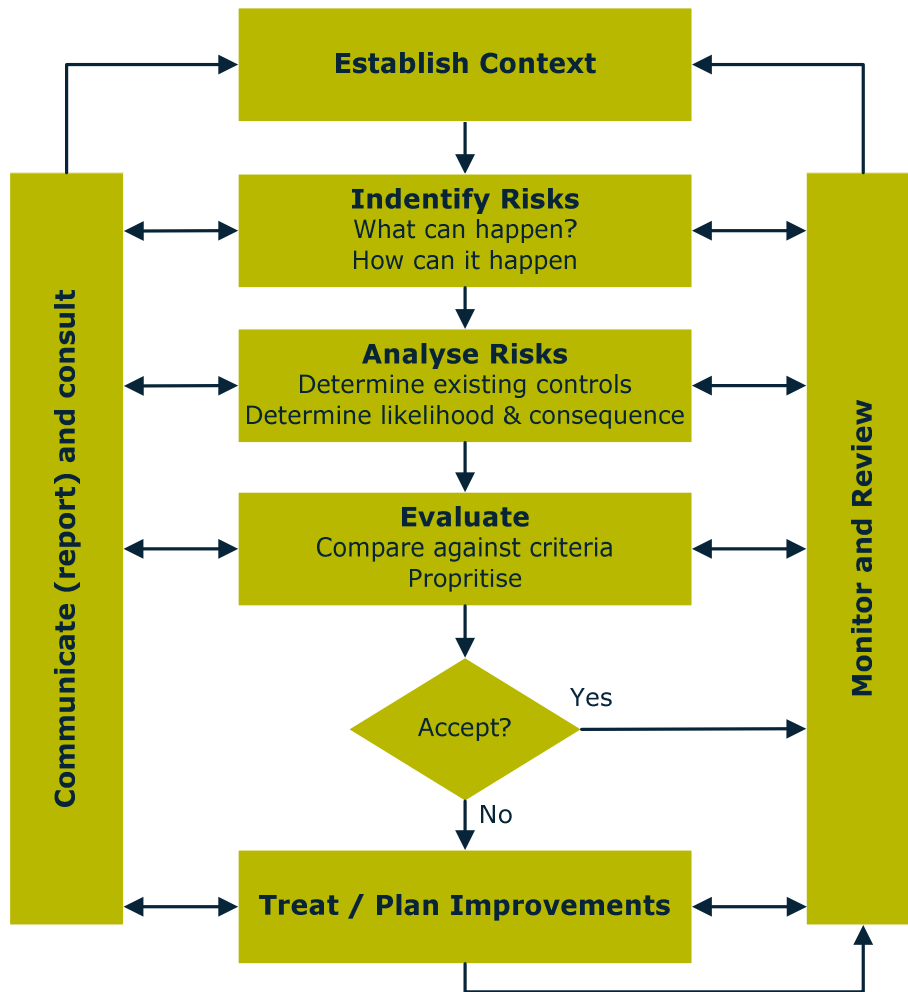 Establish Context
Indentify Risks
What can happen?
How can it happen
Analyse Risks
Determine existing controls
Determine likelihood & consequence
Evaluate
Compare against criteria
Propritise
Accept?
Yes
No
Treat / Plan Improvements
Communicate (report) and consult
Monitor and Review